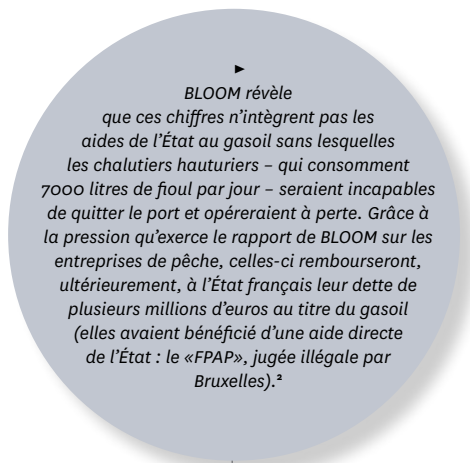 ►
BLOOM révèle
que ces chiffres n’intègrent pas les
aides de l’État au gasoil sans lesquelles
les chalutiers hauturiers – qui consomment
7000 litres de fioul par jour – seraient incapables
de quitter le port et opéreraient à perte. Grâce à
la pression qu’exerce le rapport de BLOOM sur les
entreprises de pêche, celles-ci rembourseront,
ultérieurement, à l’État français leur dette de
plusieurs millions d’euros au titre du gasoil
(elles avaient bénéficié d’une aide directe
de l’État : le «FPAP», jugée illégale par
Bruxelles).²